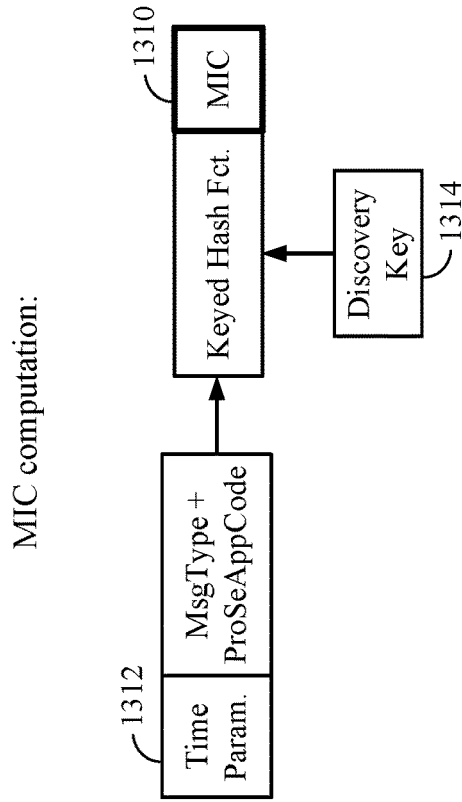 MIC computation:
1312
Time
Param.
MsgType +
ProSeAppCode
Keyed Hash Fct.
MIC
1310
Discovery
Key
1314